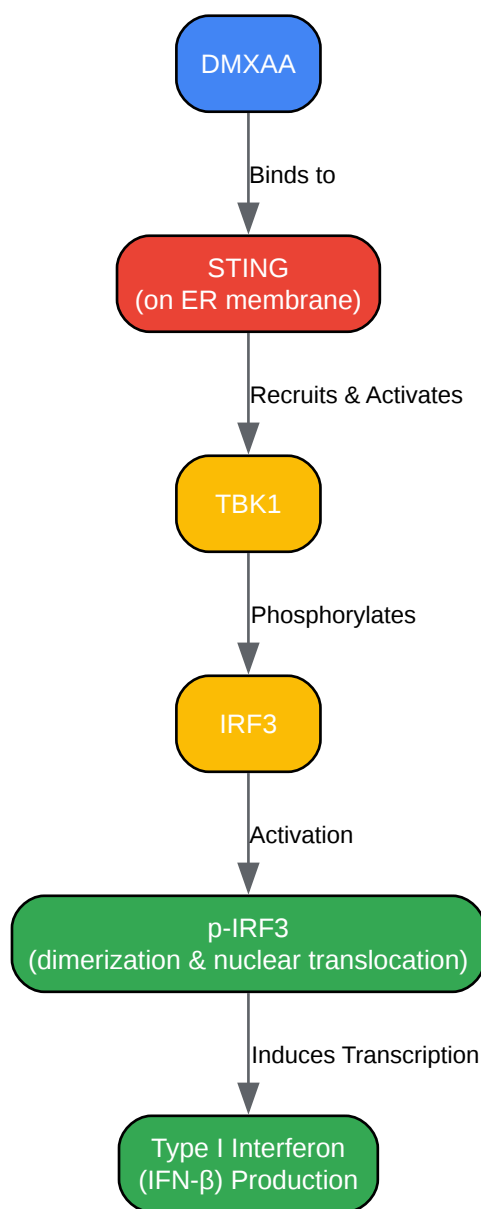 DMXAA
Binds to
STING
(on ER membrane)
Recruits & Activates
TBK1
Phosphorylates
IRF3
Activation
p-IRF3
(dimerization & nuclear translocation)
Induces Transcription
Type I Interferon
(IFN-β) Production